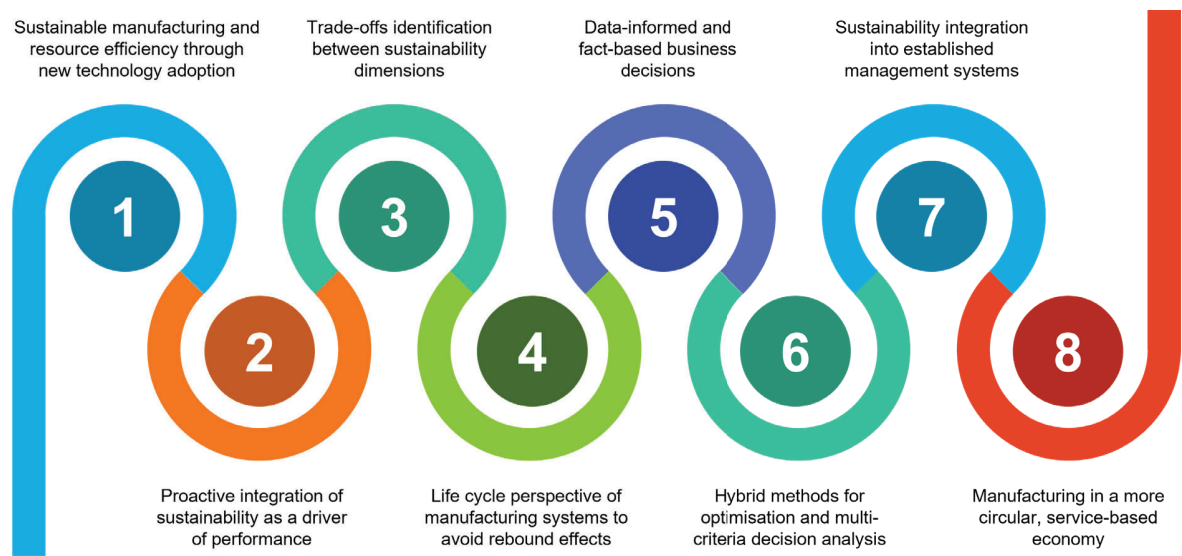 Sustainable manufacturing and
resource efficiency through
new technology adoption
Trade-offs identification
between sustainability
dimensions
Data-informed and
fact-based business
decisions
Sustainability integration
into established
management systems
1
2
3
4
5
6
7
8
Proactive integration of
sustainability as a driver
of performance
Life cycle perspective of
manufacturing systems to
avoid rebound effects
Hybrid methods for
optimisation and multi-
criteria decision analysis
Manufacturing in a more
circular, service-based
economy